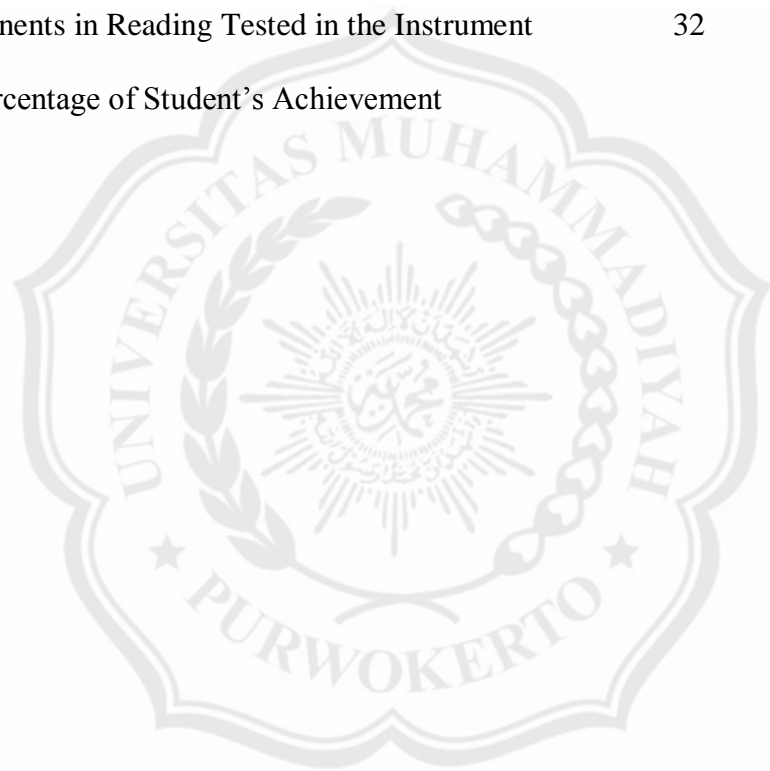 nents in Reading Tested in the Instrument 32
rcentage of Student’s Achievement
UNIVERSITAS MUHAMMADIYAH
PURWOKERTO